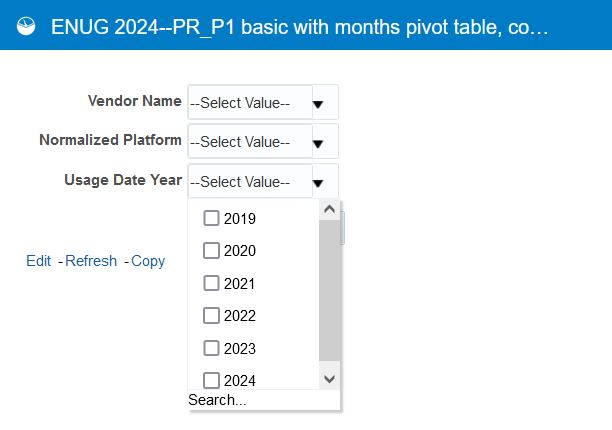 ENUG 2024--PR_P1 basic with months pivot table, co...
Vendor Name --Select Value--
Normalized Platform --Select Value--
Usage Date Year --Select Value--
2019
2020
2021
2022
2023
2024
Search...
Edit -Refresh -Copy